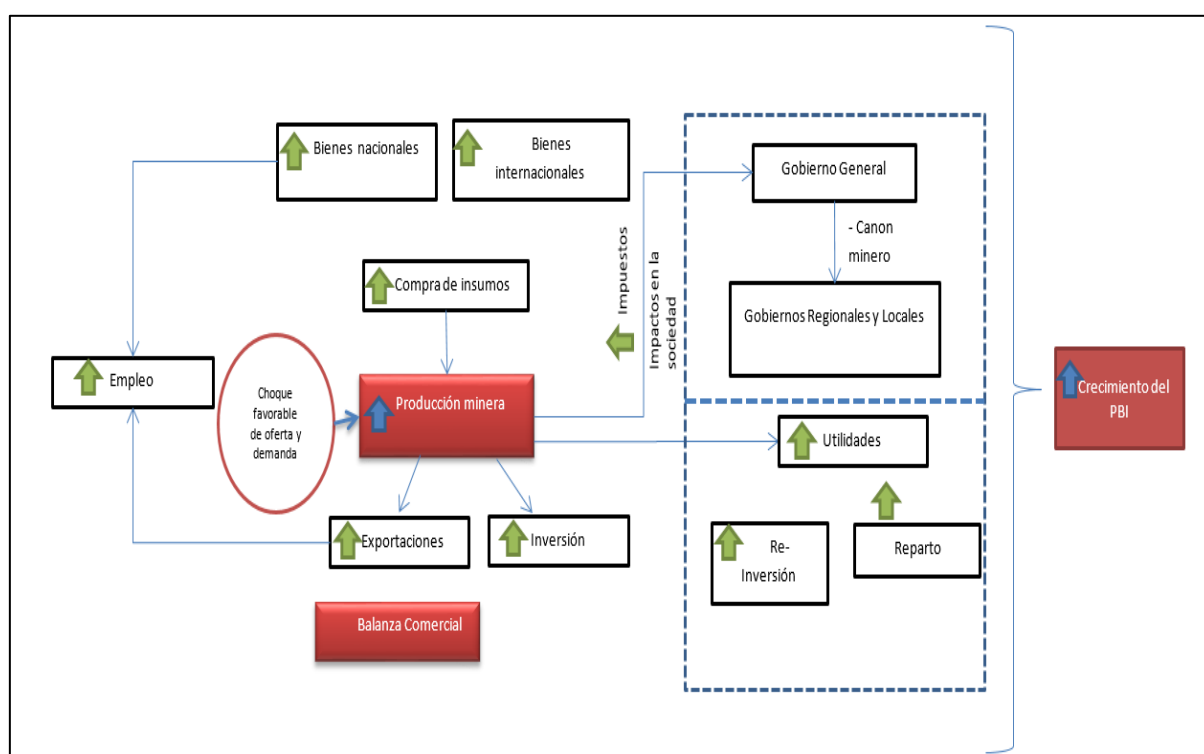 Bienes nacionales
Bienes
internacionales
Compra de insumos
Empleo
Choque
favorable
de oferta y
demanda
Producción minera
Exportaciones
Inversión
Balanza Comercial
Impuestos
Impactos en la
sociedad
Gobierno General
- Canon
minero
Gobiernos Regionales y Locales
Utilidades
Re-
Inversión
Reparto
Crecimiento del
PBI